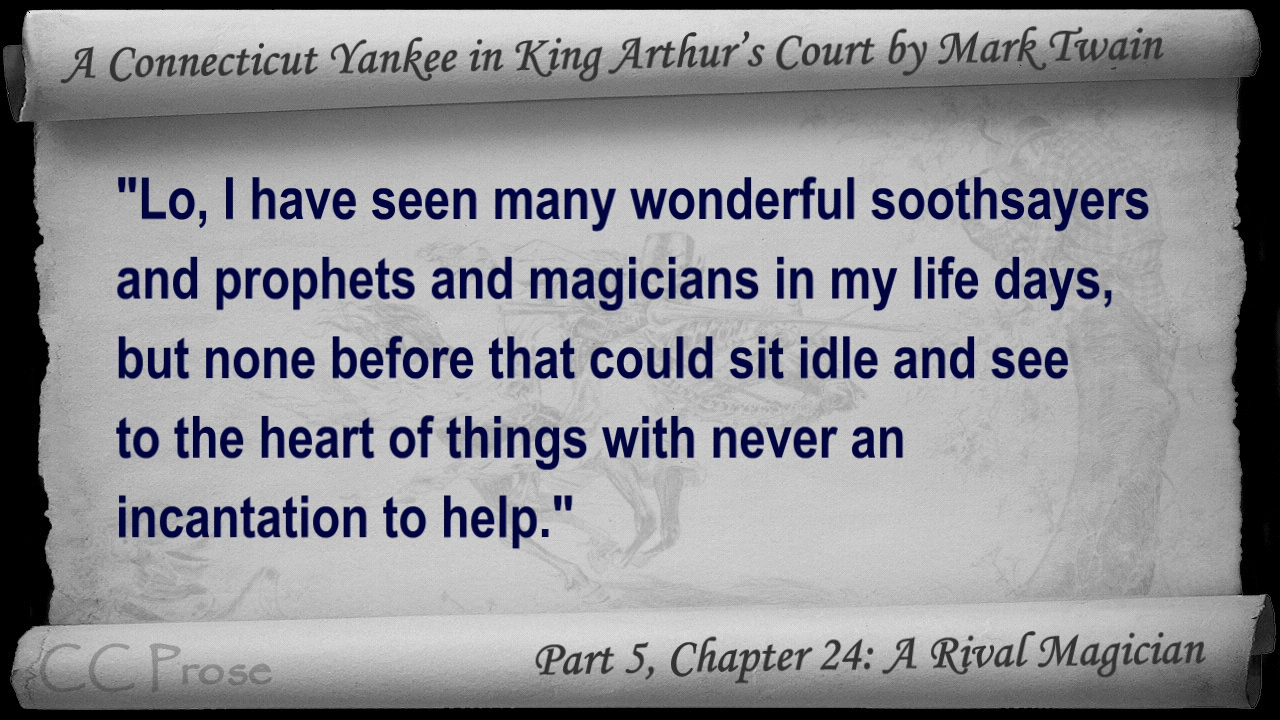 A Connecticut Yankee in King Arthur's Court by Mark Twain
"Lo, I have seen many wonderful soothsayers
and prophets and magicians in my life days,
but none before that could sit idle and see
to the heart of things with never an
incantation to help."
CC Prose
Part 5, Chapter 24: A Rival Magician